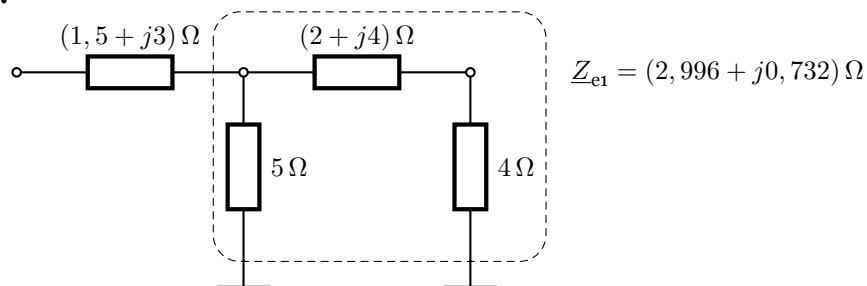 (1, 5 + j3) Ω
(2 + j4) Ω
Z_e1 = (2, 996 + j0, 732) Ω
5 Ω
4 Ω